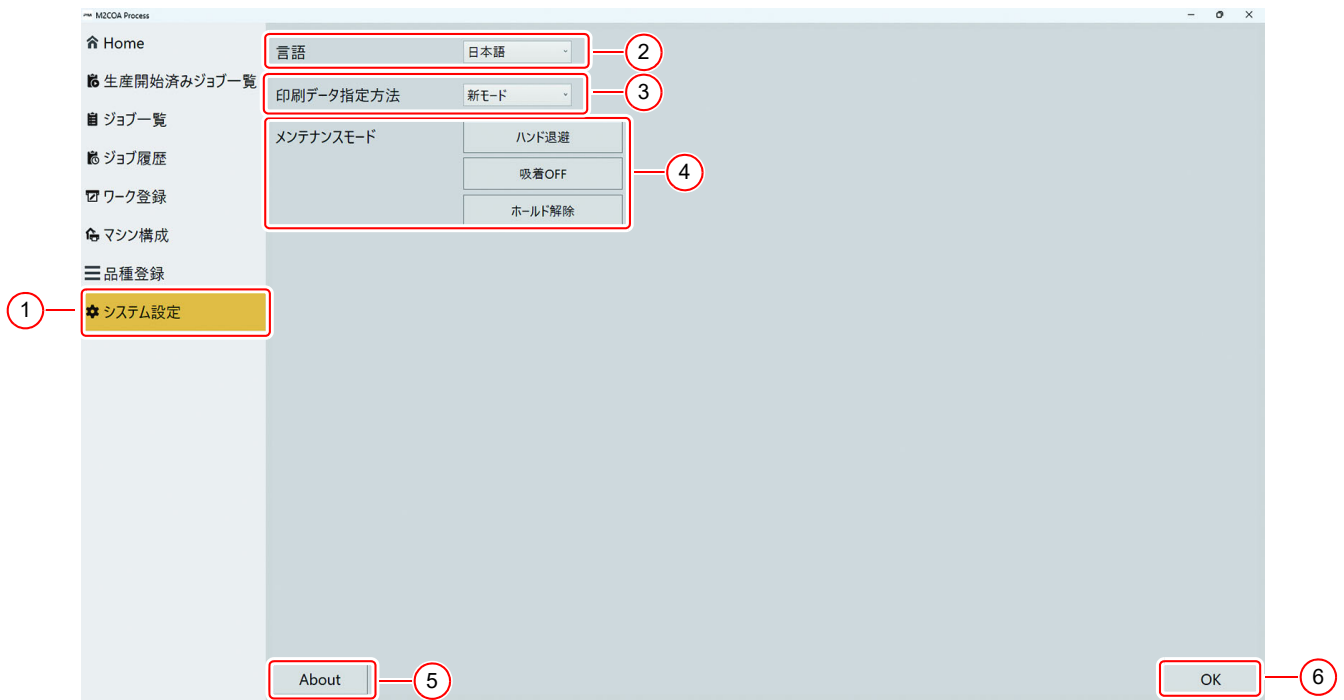 M2COA Process
Home
生産開始済みジョブ一覧
ジョブ一覧
ジョブ履歴
ワーク登録
マシン構成
品種登録
1
システム設定
言語 日本語 2
印刷データ指定方法 新モード 3
メンテナンスモード ハンド退避
吸着OFF 4
ホールド解除
About 5
OK 6